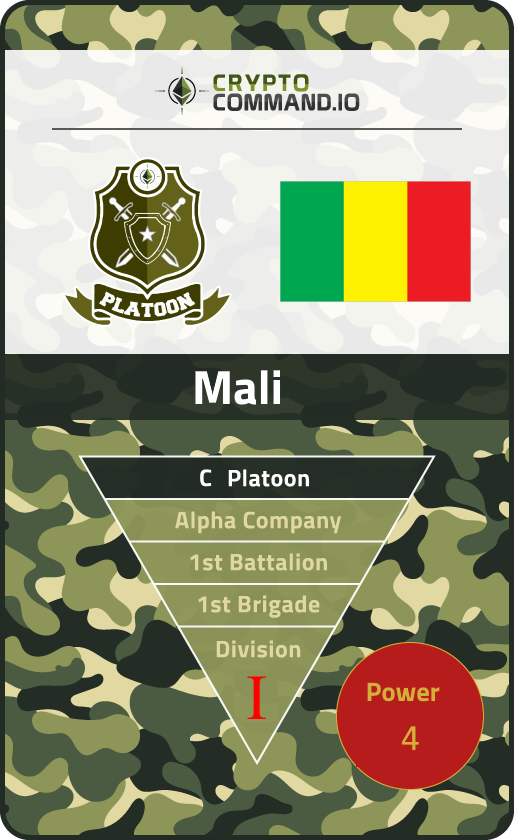 CRYPTO
COMMAND.IO
PLATOON
Mali
C Platoon
Alpha Company
1st Battalion
1st Brigade
Division
I
Power
4